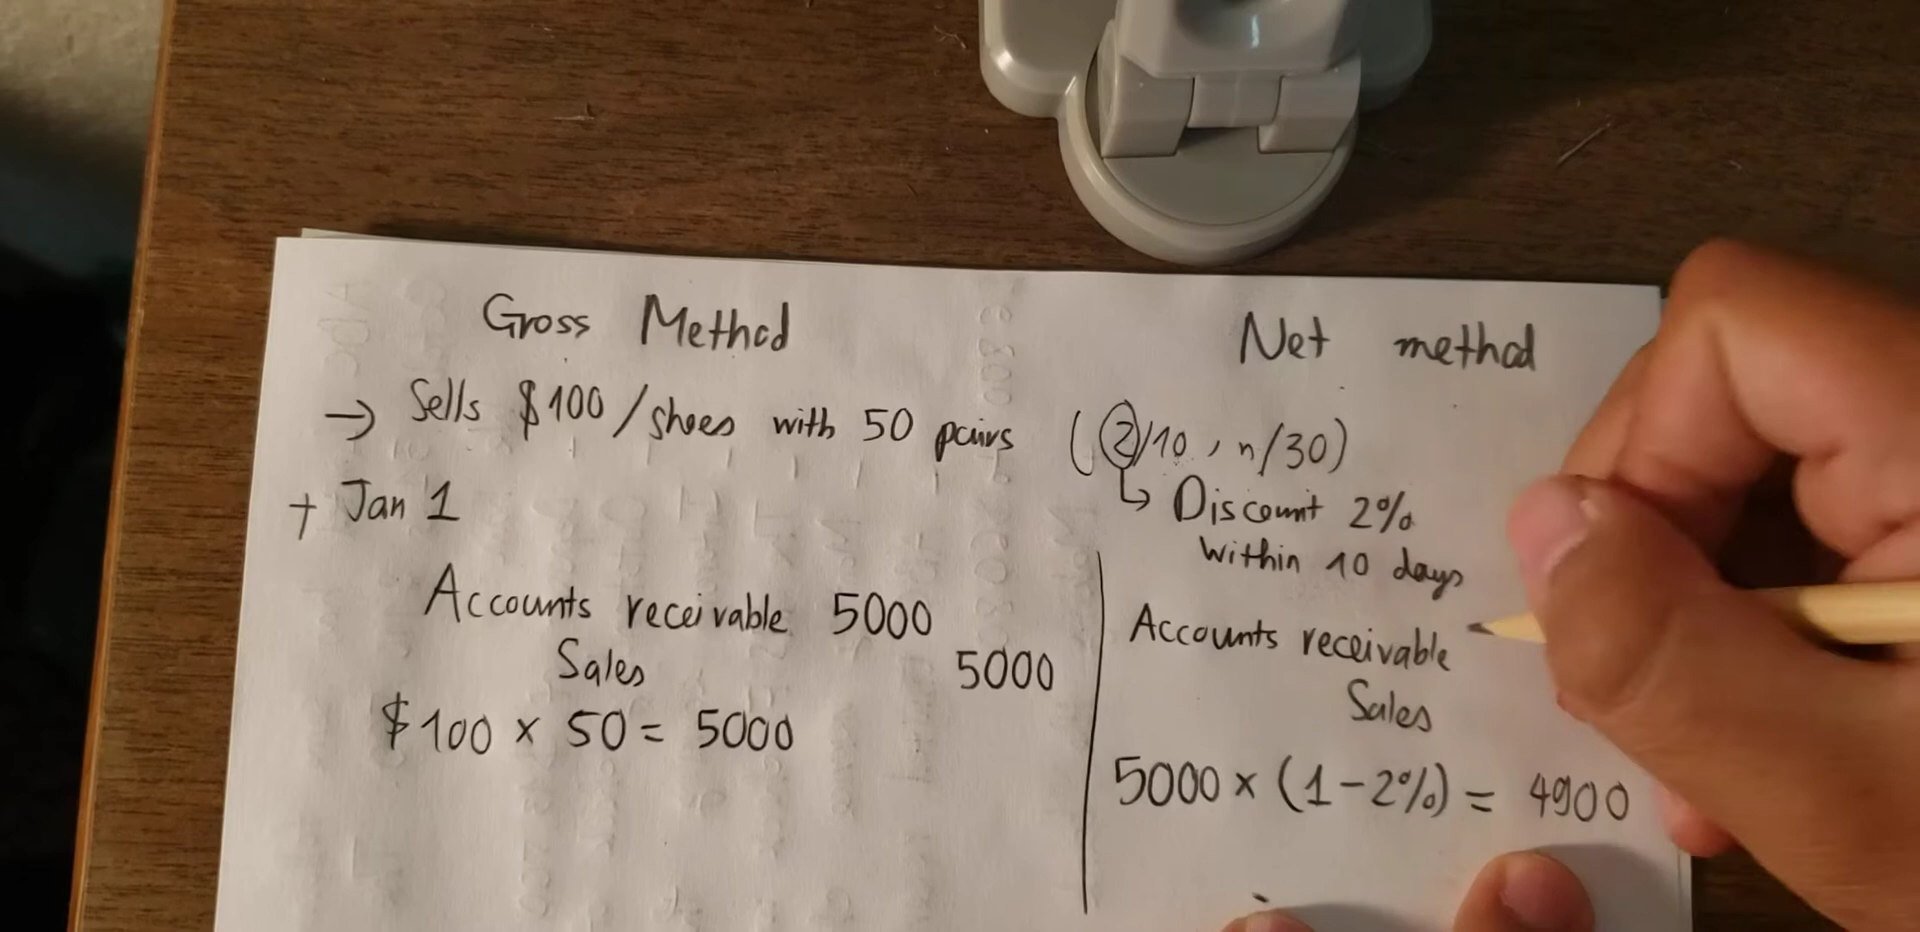 Gross Method
Net method
→ Sells $100/shoes with 50 pairs (2/10, n/30)
↳ Discount 2%
within 10 days
+ Jan 1
Accounts receivable 5000
Sales 5000
$100 × 50 = 5000
Accounts receivable
Sales
5000 × (1-2%) = 4900